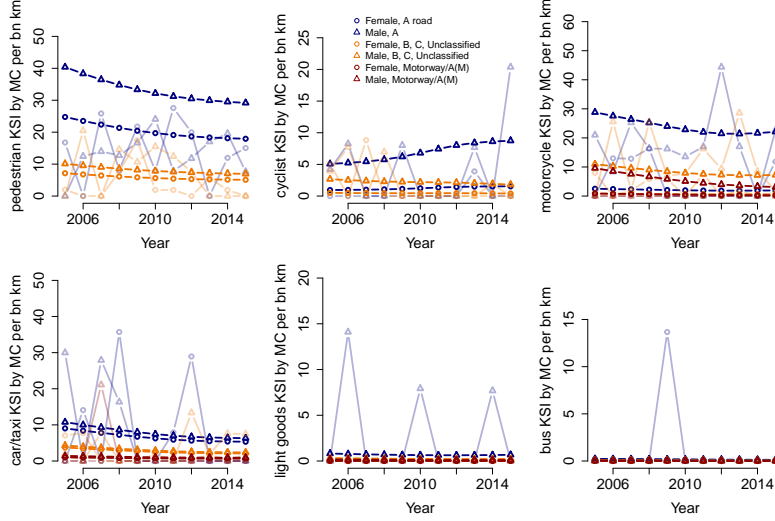 pedestrian KSI by MC per bn km
50
40
30
20
10
0
2006
2010
2014
Year
cyclist KSI by MC per bn km
25
20
15
10
5
0
2006
2010
2014
Year
Female, A road
Male, A
Female, B, C, Unclassified
Male, B, C, Unclassified
Female, Motorway/A(M)
Male, Motorway/A(M)
motorcycle KSI by MC per bn km
60
50
40
30
20
10
0
2006
2010
2014
Year
car/taxi KSI by MC per bn km
50
40
30
20
10
0
2006
2010
2014
Year
light goods KSI by MC per bn km
20
15
10
5
0
2006
2010
2014
Year
bus KSI by MC per bn km
15
10
5
0
2006
2010
2014
Year